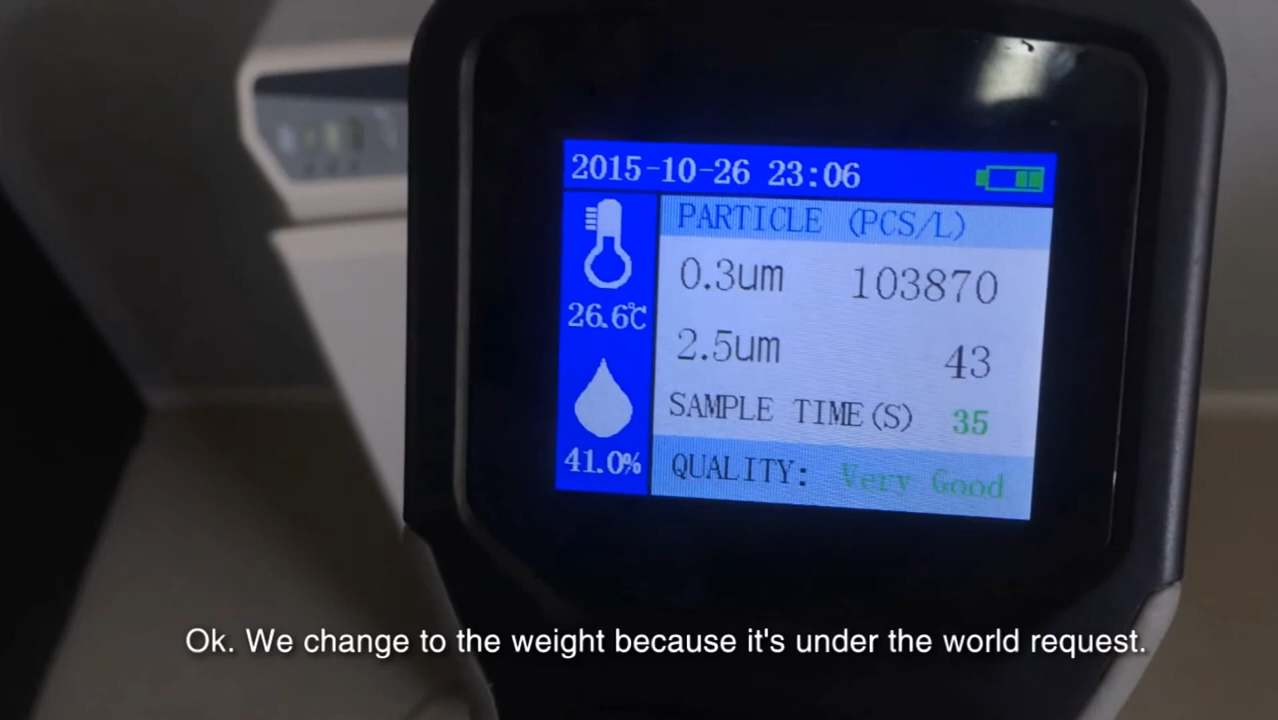 2015-10-26 23:06
PARTICLE (PCS/L)
0.3um 103870
26.6℃
2.5um 43
SAMPLE TIME(S) 35
41.0%
QUALITY: Very Good
Ok. We change to the weight because it's under the world request.